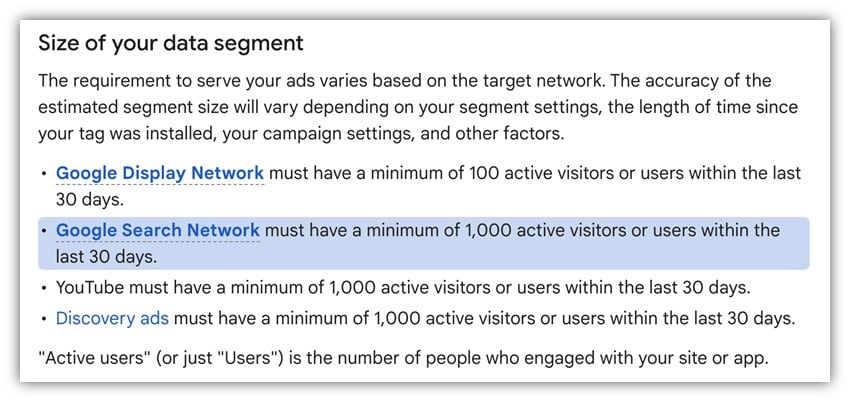 Size of your data segment
The requirement to serve your ads varies based on the target network. The accuracy of the
estimated segment size will vary depending on your segment settings, the length of time since
your tag was installed, your campaign settings, and other factors.
• Google Display Network must have a minimum of 100 active visitors or users within the last
30 days.
• Google Search Network must have a minimum of 1,000 active visitors or users within the
last 30 days.
• YouTube must have a minimum of 1,000 active visitors or users within the last 30 days.
• Discovery ads must have a minimum of 1,000 active visitors or users within the last 30 days.
"Active users" (or just "Users") is the number of people who engaged with your site or app.